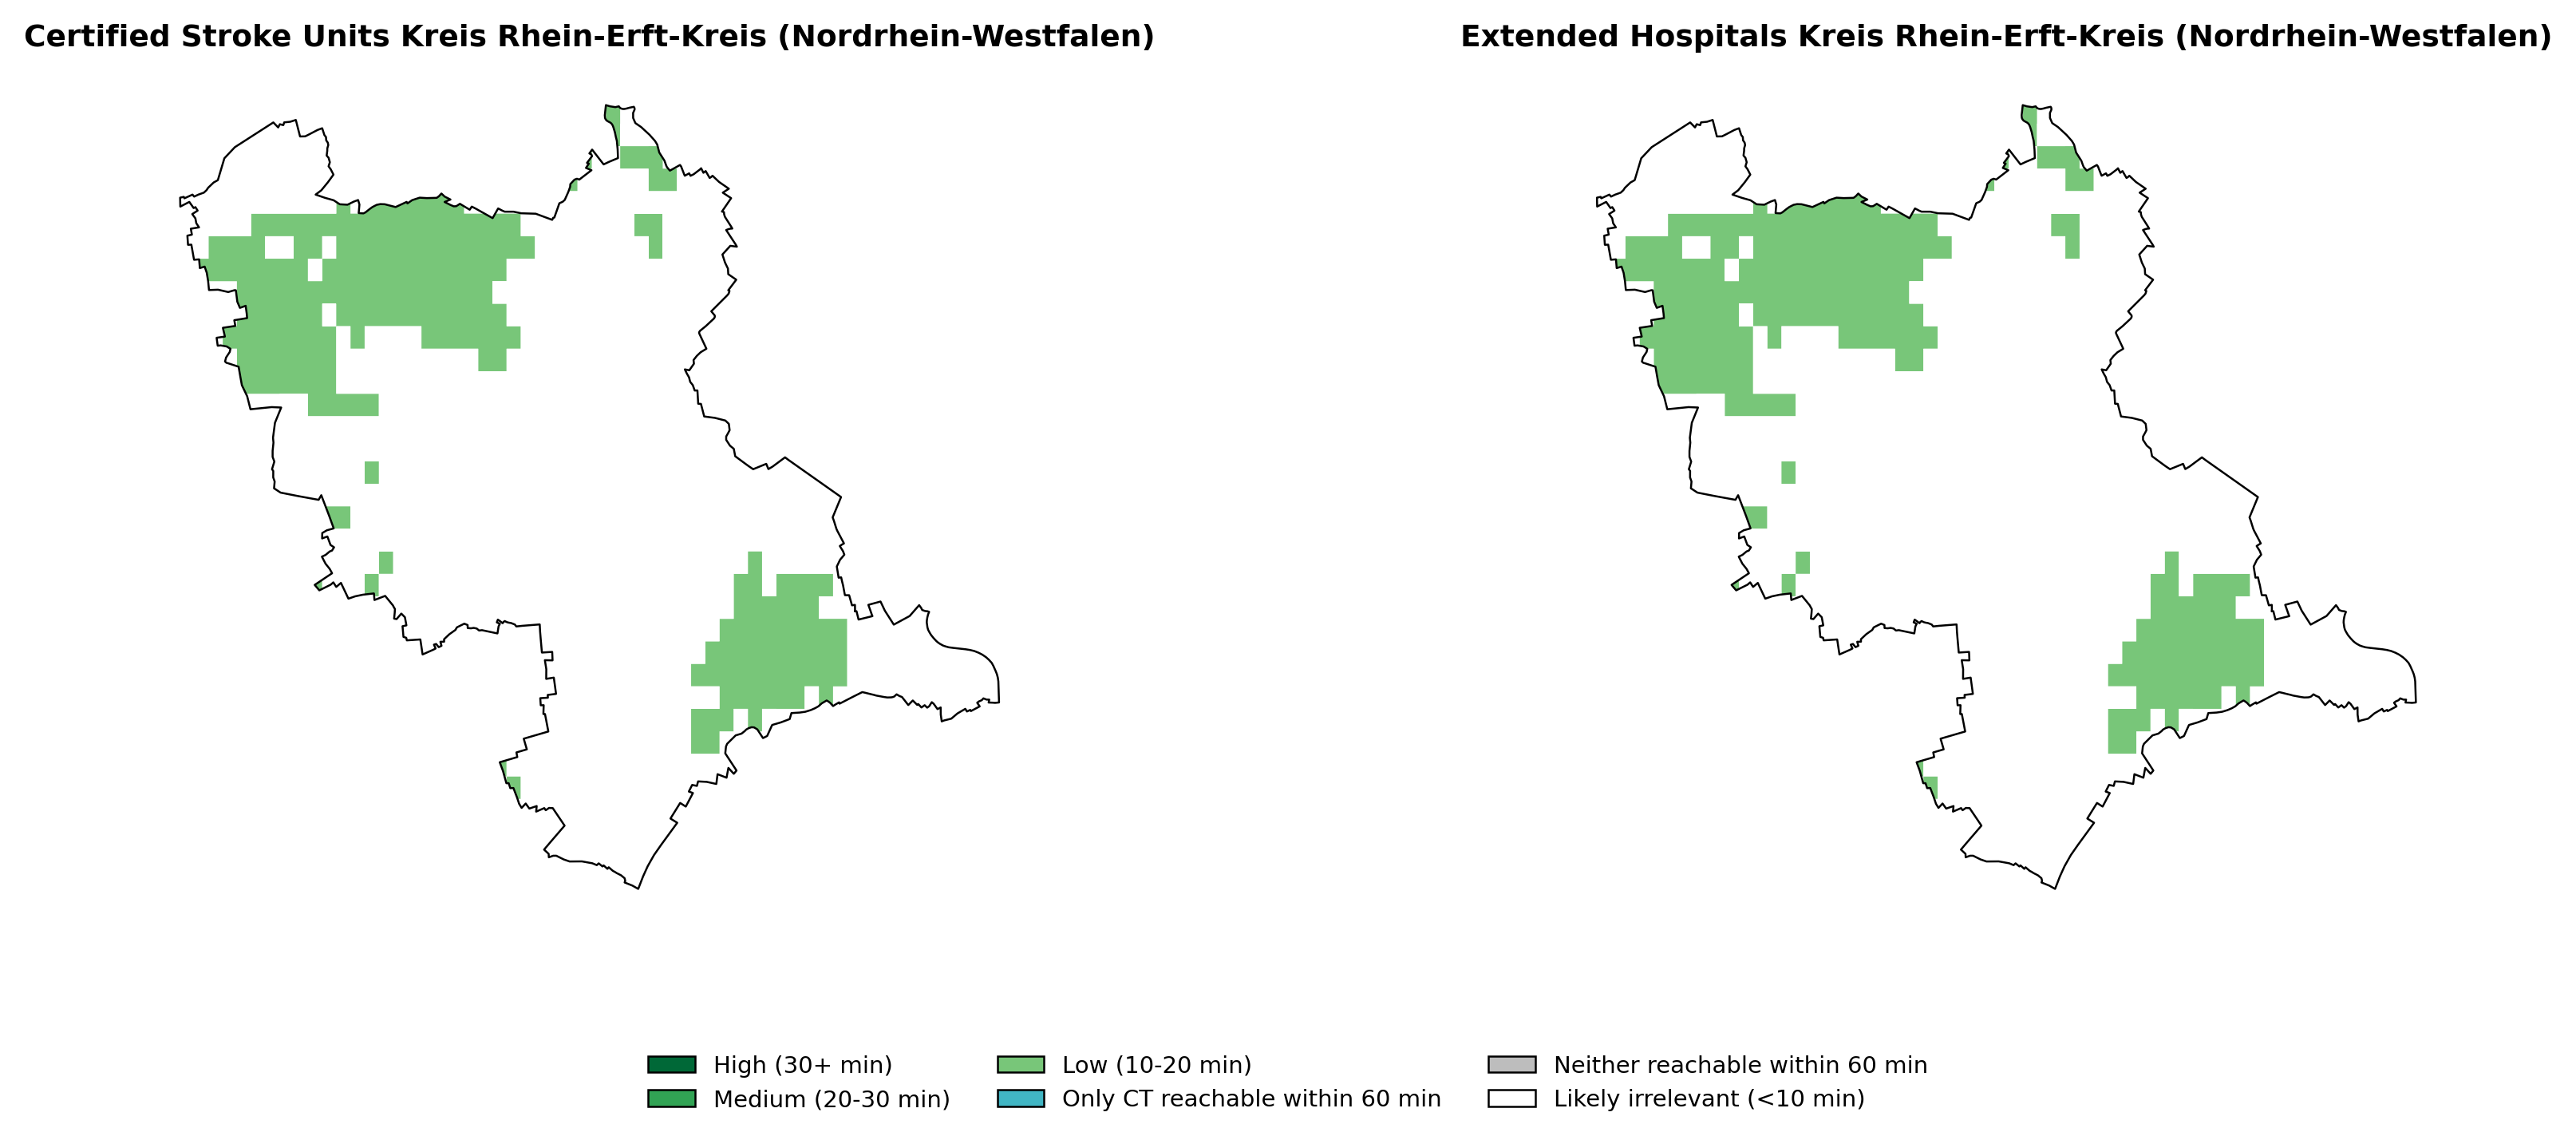 Certified Stroke Units Kreis Rhein-Erft-Kreis (Nordrhein-Westfalen)
Extended Hospitals Kreis Rhein-Erft-Kreis (Nordrhein-Westfalen)
High (30+ min)
Medium (20-30 min)
Low (10-20 min)
Only CT reachable within 60 min
Neither reachable within 60 min
Likely irrelevant (<10 min)